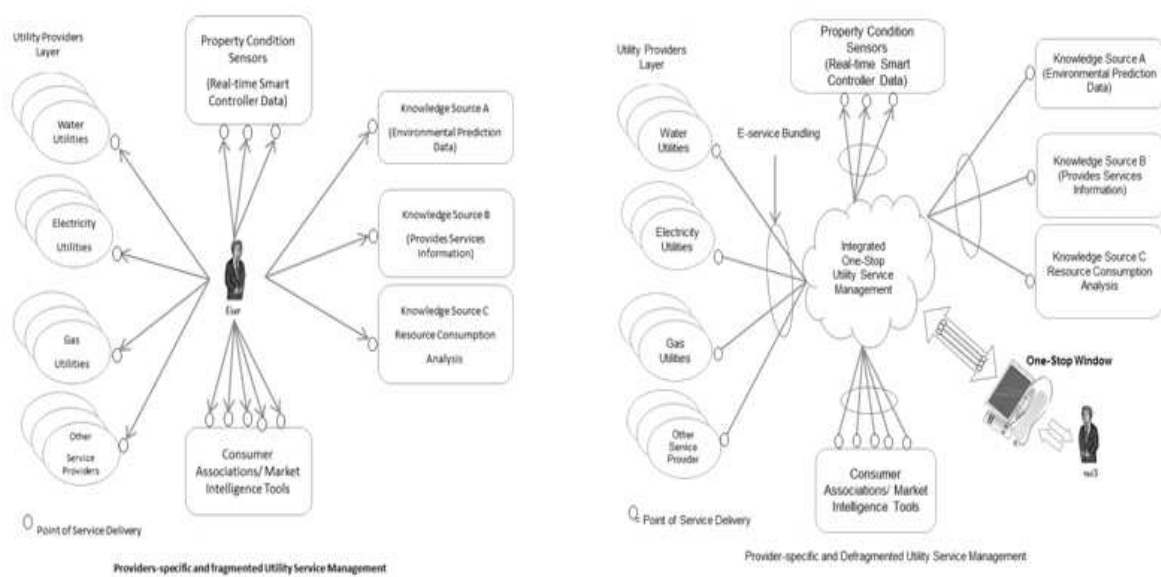 Utility Providers
Layer
Property Condition
Sensors
(Real-time Smart
Controller Data)
Water
Utilities
Knowledge Source A
(Environmental Prediction
Data)
Electricity
Utilities
Knowledge Source B
(Provides Services
Information)
Gas
Utilities
Knowledge Source C
Resource Consumption
Analysis
Other
Service
Providers
Consumer
Associations/ Market
Intelligence Tools
Point of Service Delivery
Providers-specific and fragmented Utility Service Management
Utility Providers
Layer
Property Condition
Sensors
(Real-time Smart
Controller Data)
Knowledge Source A
(Environmental Prediction
Data)
Water
Utilities
E-service Bundling
Knowledge Source B
(Provides Services
Information)
Electricity
Utilities
Integrated
One-Stop
Utility Service
Management
Knowledge Source C
Resource Consumption
Analysis
Gas
Utilities
One-Stop Window
Other
Service
Provider
Consumer
Associations/ Market
Intelligence Tools
Point of Service Delivery
Provider-specific and Defragmented Utility Service Management